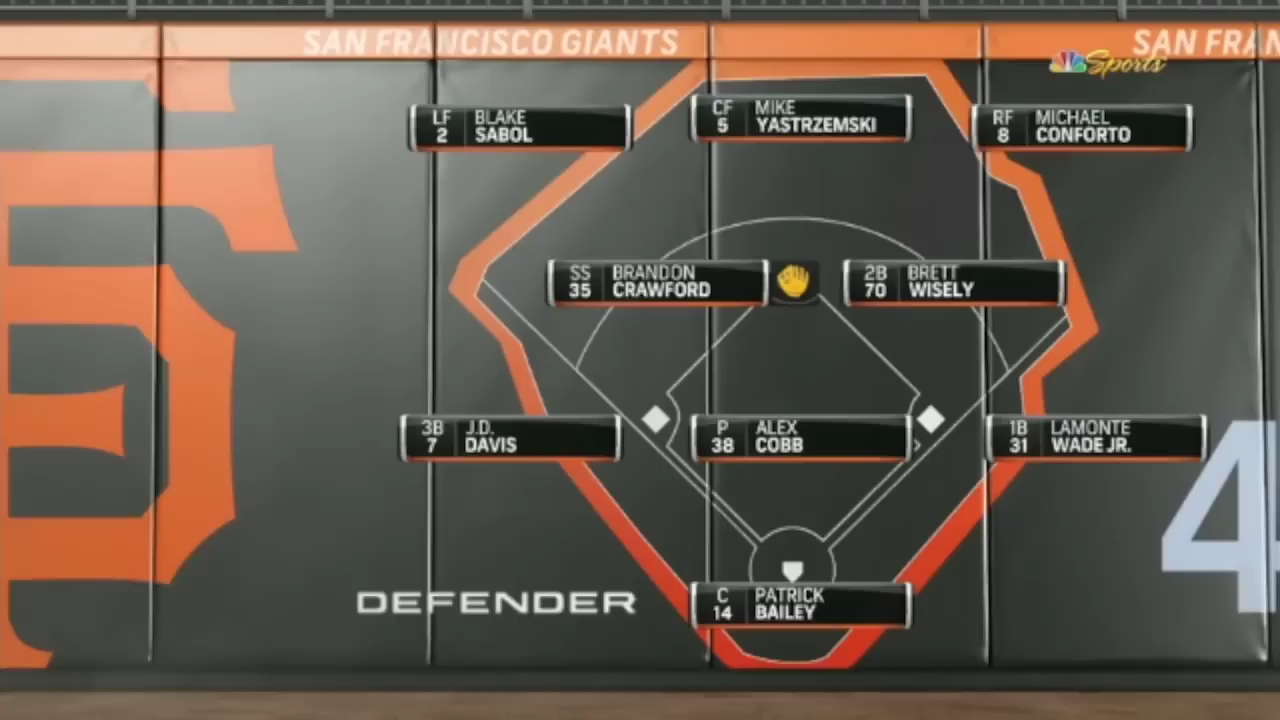 SAN FRANCISCO GIANTS
SAN FRAN
Sports
LF BLAKE
2 SABOL
CF MIKE
5 YASTRZEMSKI
RF MICHAEL
8 CONFORTO
SS BRANDON
35 CRAWFORD
2B BRETT
70 WISELY
3B J.D.
7 DAVIS
P ALEX
38 COBB
1B LAMONTE
31 WADE JR.
4
DEFENDER
C PATRICK
14 BAILEY